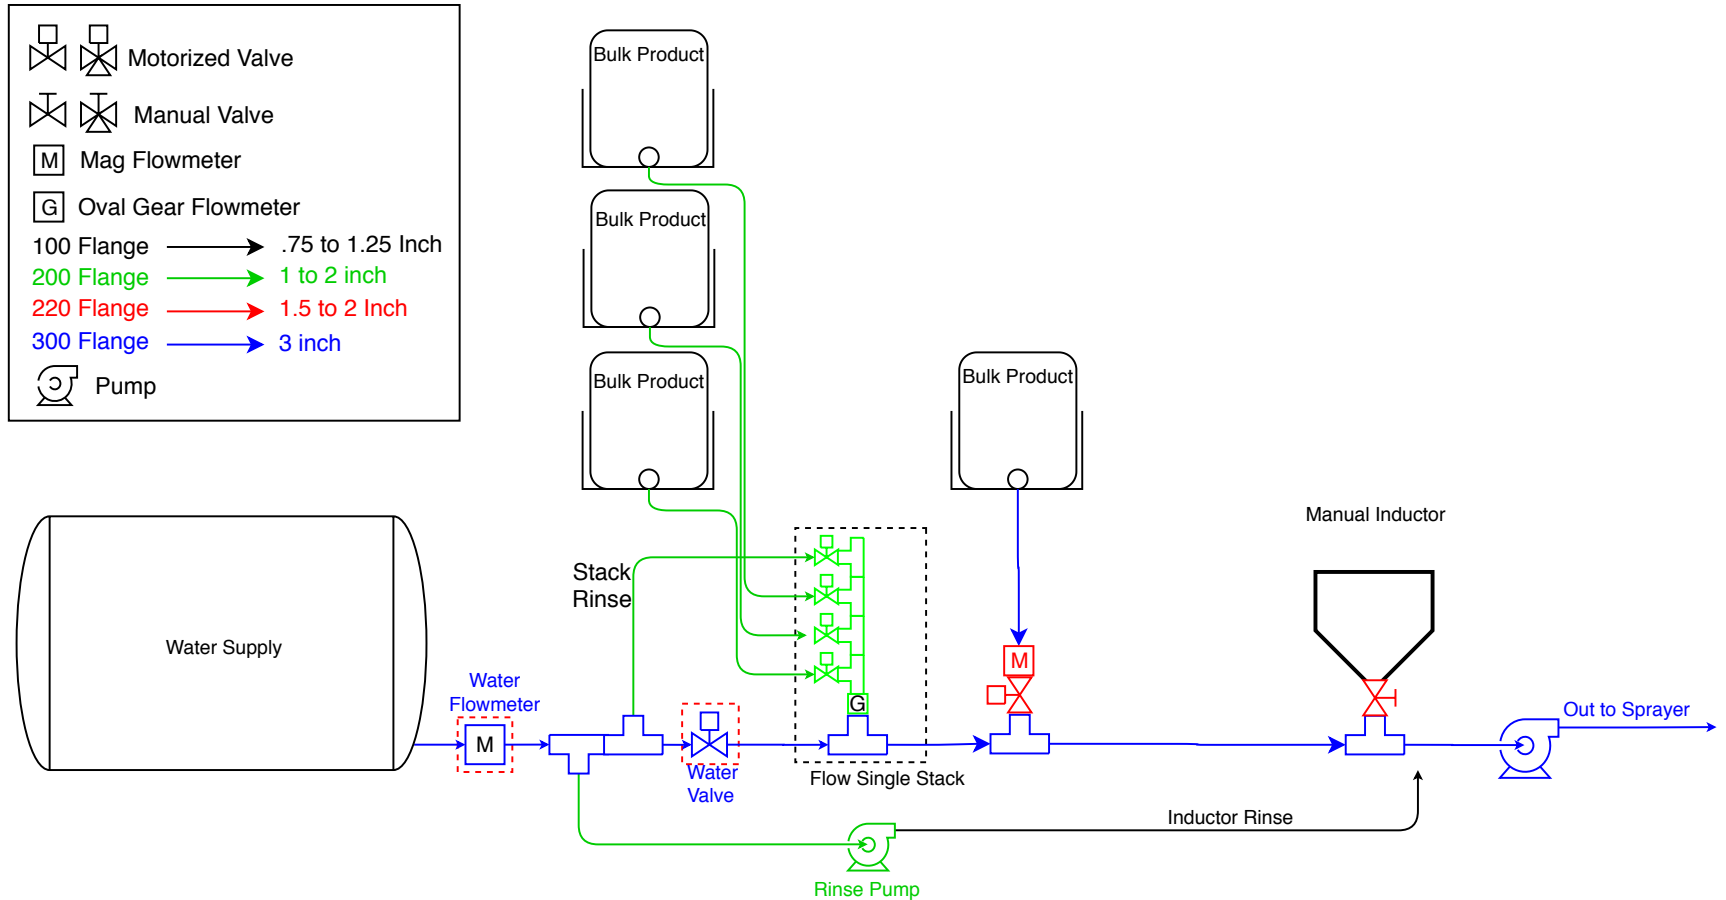 Motorized Valve
Manual Valve
M Mag Flowmeter
G Oval Gear Flowmeter
100 Flange .75 to 1.25 Inch
200 Flange 1 to 2 inch
220 Flange 1.5 to 2 Inch
300 Flange 3 inch
Pump
Bulk Product
Bulk Product
Bulk Product
Bulk Product
Manual Inductor
Stack
Rinse
Water Supply
Water
Flowmeter
M
G
M
Out to Sprayer
Water
Valve
Flow Single Stack
Inductor Rinse
Rinse Pump